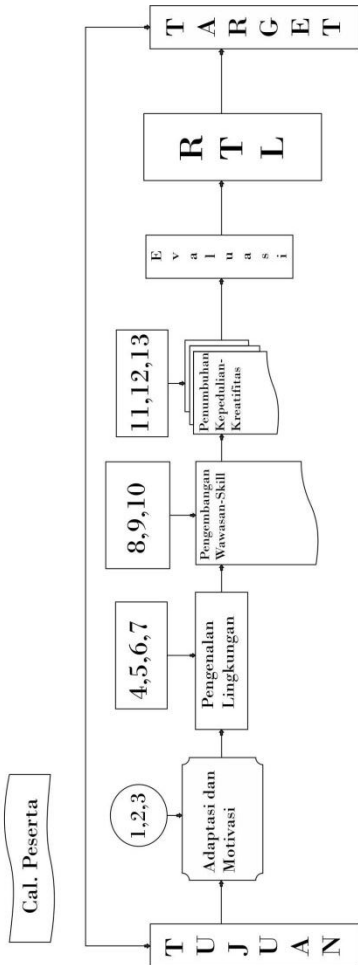 Cal. Peserta
TUJUAN
1,2,3
Adaptasi dan
Motivasi
4,5,6,7
Pengenalan
Lingkungan
8,9,10
Pengembangan
Wawasan-Skill
11,12,13
Penumbuhan
Kepedulian-
Kreatifitas
Evaluasi
RTL
TARGET